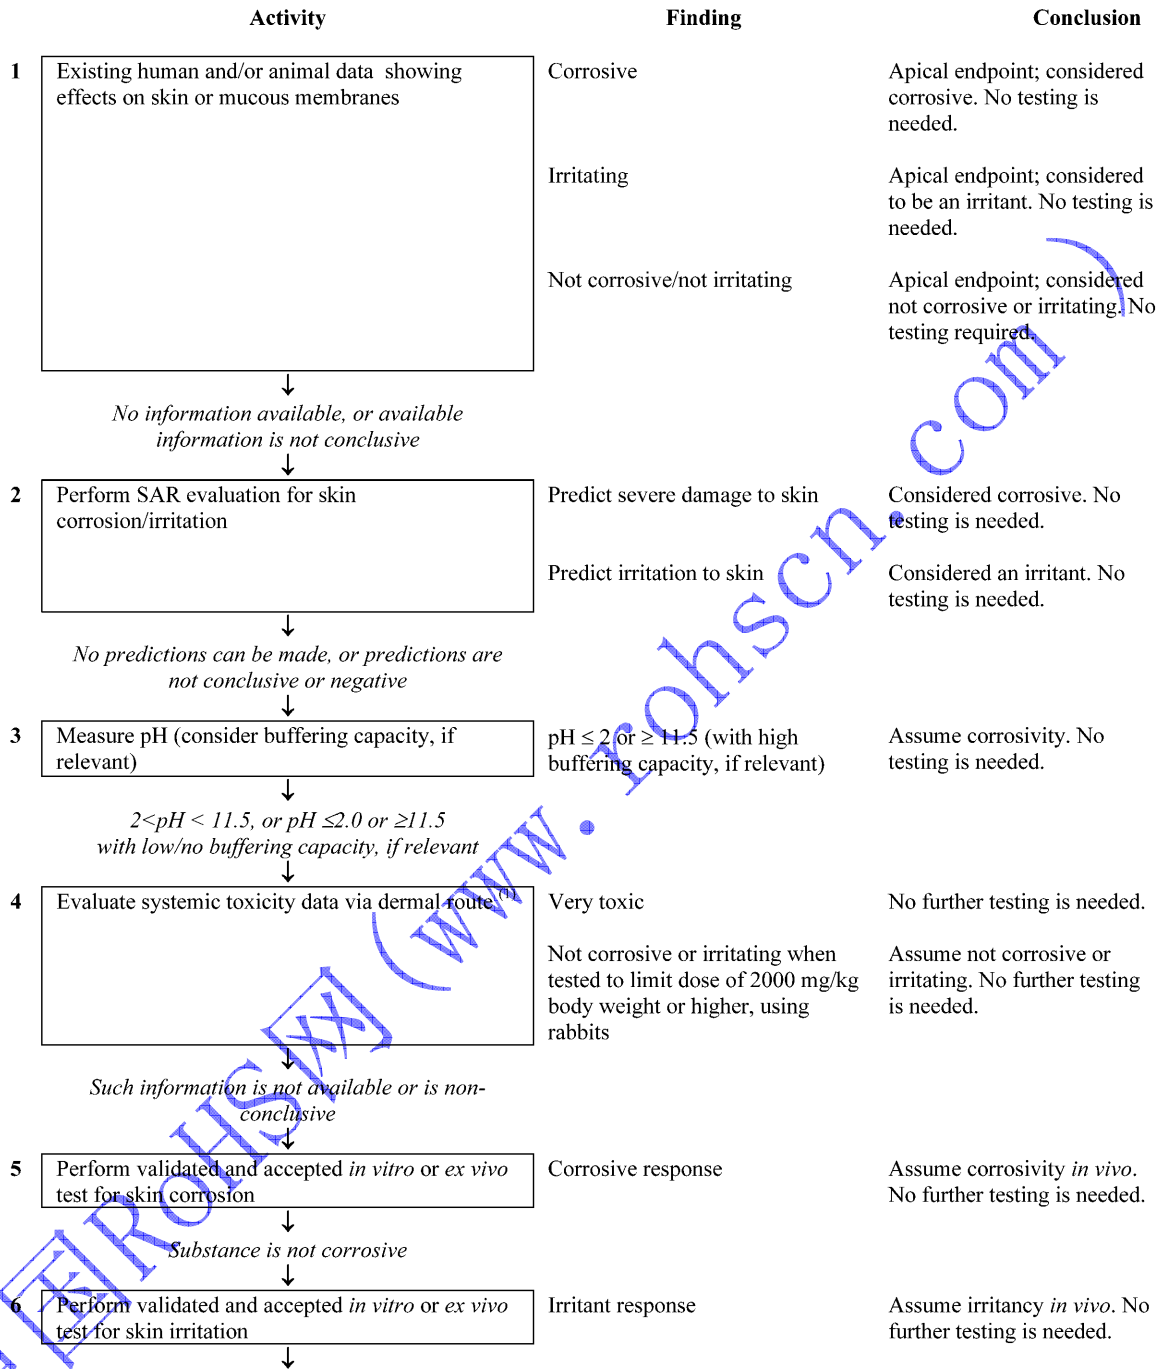 Activity Finding Conclusion
1 Existing human and/or animal data showing effects on skin or mucous membranes
Corrosive
Apical endpoint; considered
corrosive. No testing is
needed.
Irritating
Apical endpoint; considered
to be an irritant. No testing is
needed.
Not corrosive/not irritating
Apical endpoint; considered
not corrosive or irritating. No
testing required.
↓
No information available, or available
information is not conclusive
↓
2 Perform SAR evaluation for skin
corrosion/irritation
Predict severe damage to skin
Considered corrosive. No
testing is needed.
Predict irritation to skin
Considered an irritant. No
testing is needed.
↓
No predictions can be made, or predictions are
not conclusive or negative
↓
3 Measure pH (consider buffering capacity, if
relevant)
pH ≤ 2 or ≥ 11.5 (with high
buffering capacity, if relevant)
Assume corrosivity. No
testing is needed.
↓
2<pH < 11.5, or pH ≤2.0 or ≥11.5
with low/no buffering capacity, if relevant
↓
4 Evaluate systemic toxicity data via dermal route (1)
Very toxic
No further testing is needed.
Not corrosive or irritating when
tested to limit dose of 2000 mg/kg
body weight or higher, using
rabbits
Assume not corrosive or
irritating. No further testing
is needed.
↓
Such information is not available or is non-
conclusive
↓
5 Perform validated and accepted in vitro or ex vivo
test for skin corrosion
Corrosive response
Assume corrosivity in vivo.
No further testing is needed.
↓
Substance is not corrosive
↓
6 Perform validated and accepted in vitro or ex vivo
test for skin irritation
Irritant response
Assume irritancy in vivo. No
further testing is needed.
↓
国RoHS网(www.rohscn.com)